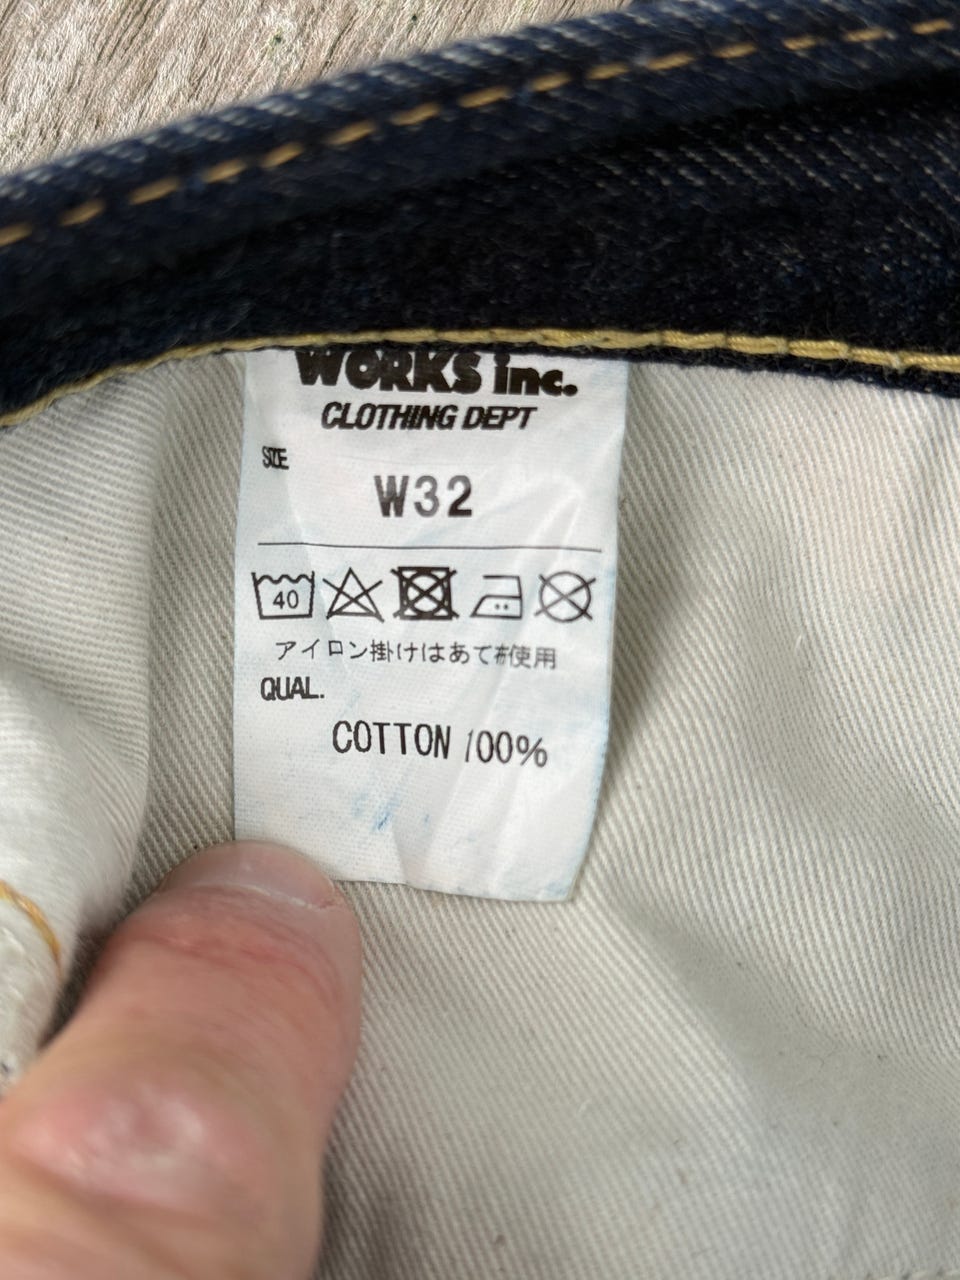 WORKS inc.
CLOTHING DEPT
SIZE
W32
40
アイロン掛けはあて布使用
QUAL.
COTTON 100%